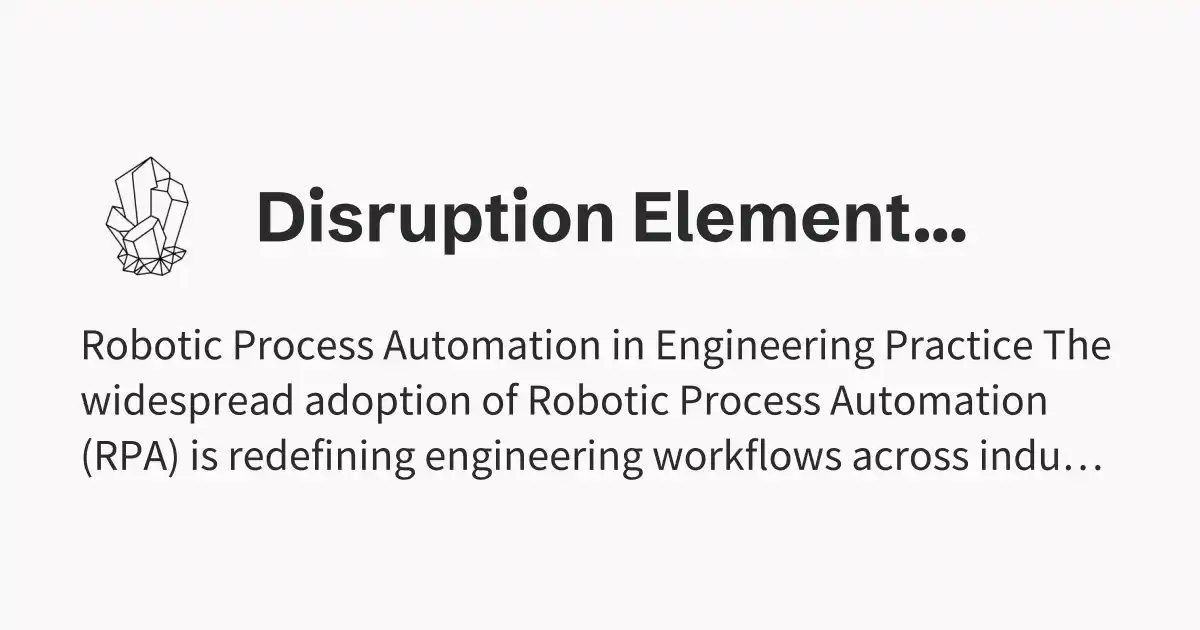 Disruption Element...
Robotic Process Automation in Engineering Practice The
widespread adoption of Robotic Process Automation
(RPA) is redefining engineering workflows across indu...